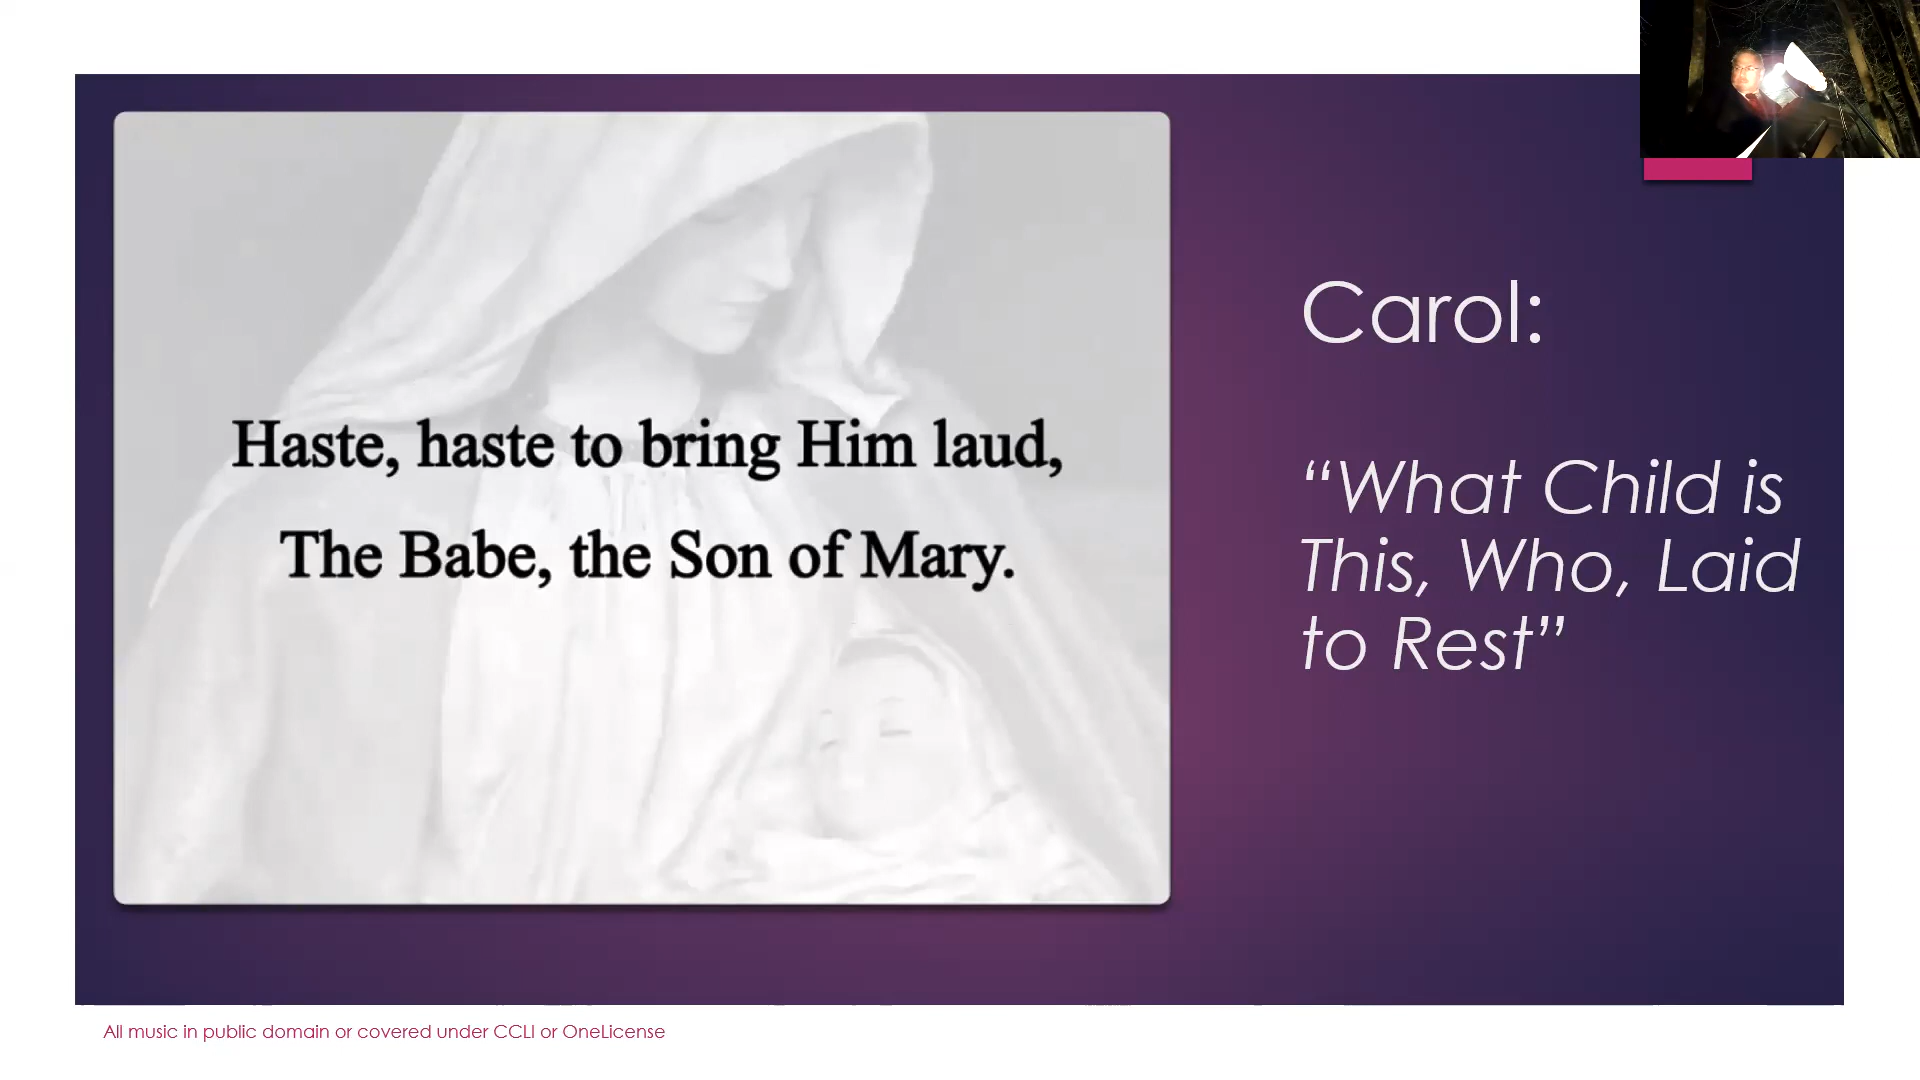 Haste, haste to bring Him laud,
The Babe, the Son of Mary.
Carol:
“What Child is
This, Who, Laid
to Rest”
All music in public domain or covered under CCLI or OneLicense